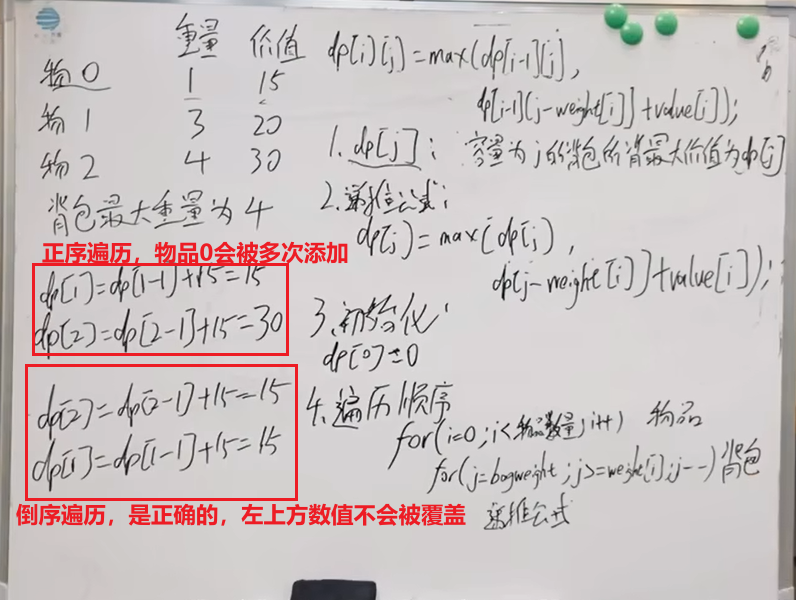 重量 价值
物0 1 15
物1 3 20
物2 4 30
背包最大重量为4
正序遍历，物品0会被多次添加
dp[1]=dp[1-1]+15=15
dp[2]=dp[2-1]+15=30
dp[2]=dp[2-1]+15=15
dp[1]=dp[1-1]+15=15
倒序遍历，是正确的，左上方数值不会被覆盖
dp[i][j]=max(dp[i-1][j],
dp[i-1][j-weight[i]]+value[i]);
1.dp[j]: 容量为j的背包所背最大价值为dp[j]
2.递推公式:
dp[j]=max(dp[j],
dp[j-weight[i]]+value[i]);
3.初始化:
dp[0]=0
4.遍历顺序
for(i=0;i<物品数量;i++) 物品
for(j=bagweight;j>=weight[i];j--)背包
递推公式